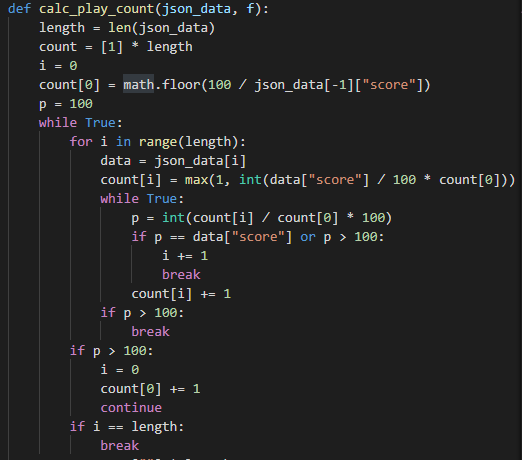 def calc_play_count(json_data, f):
    length = len(json_data)
    count = [1] * length
    i = 0
    count[0] = math.floor(100 / json_data[-1]["score"])
    p = 100
    while True:
        for i in range(length):
            data = json_data[i]
            count[i] = max(1, int(data["score"] / 100 * count[0]))
            while True:
                p = int(count[i] / count[0] * 100)
                if p == data["score"] or p > 100:
                    i += 1
                    break
                count[i] += 1
            if p > 100:
                break
        if p > 100:
            i = 0
            count[0] += 1
            continue
        if i == length:
            break